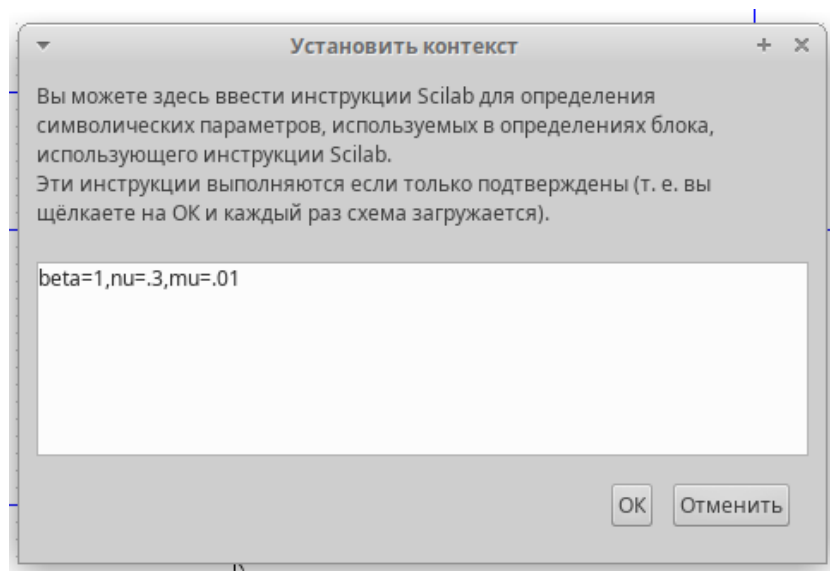 Установить контекст
Вы можете здесь ввести инструкции Scilab для определения
символических параметров, используемых в определениях блока,
использующего инструкции Scilab.
Эти инструкции выполняются если только подтверждены (т. е. вы
щёлкаете на ОК и каждый раз схема загружается).
beta=1,nu=.3,mu=.01
ОК Отменить